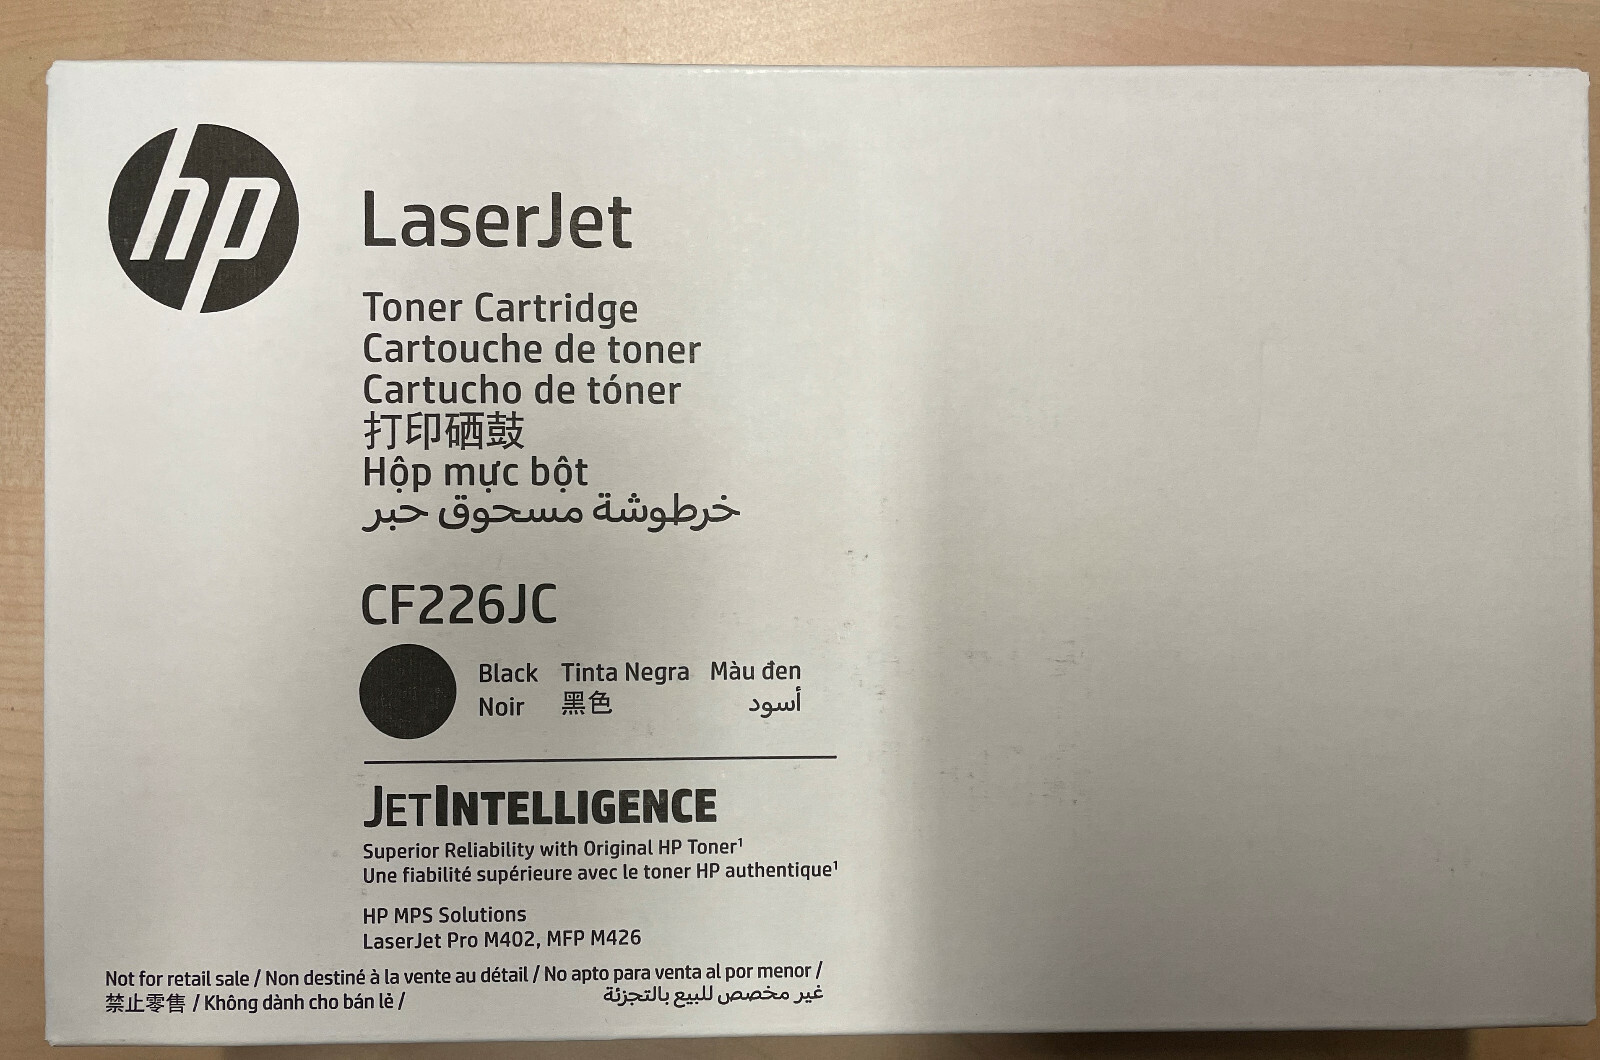 hp
LaserJet
Toner Cartridge
Cartouche de toner
Cartucho de tóner
打印硒鼓
Hộp mực bột
خرطوشة مسحوق حبر
CF226JC
Black Tinta Negra Màu đen
Noir 黑色 أسود
JETINTELLIGENCE
Superior Reliability with Original HP Toner¹
Une fiabilité supérieure avec le toner HP authentique¹
HP MPS Solutions
LaserJet Pro M402, MFP M426
Not for retail sale / Non destiné à la vente au détail / No apto para venta al por menor /
禁止零售 / Không dành cho bán lẻ / غير مخصص للبيع بالتجزئة